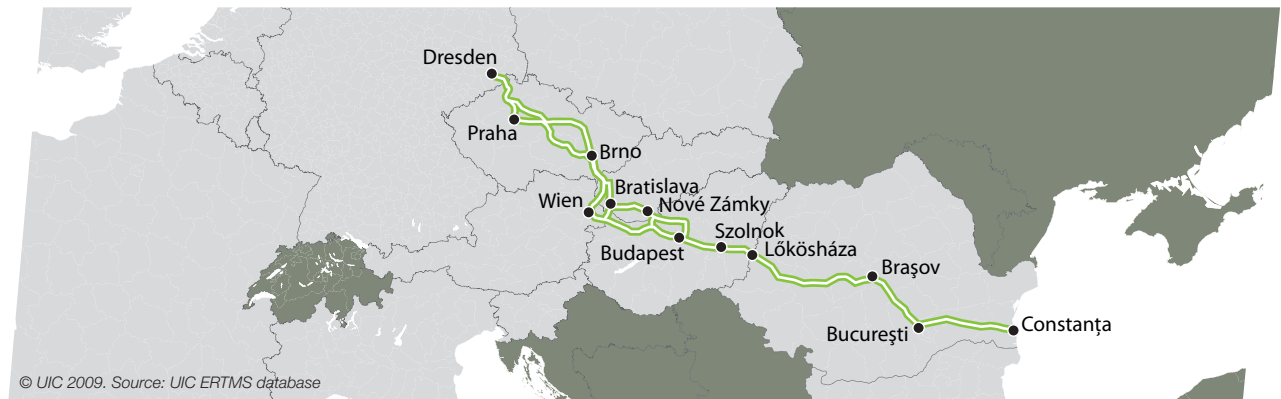 Dresden
Praha
Brno
Bratislava
Wien
Nové Zámky
Szolnok
Budapest
Lőkösháza
Braşov
Bucureşti
Constanța
© UIC 2009. Source: UIC ERTMS database